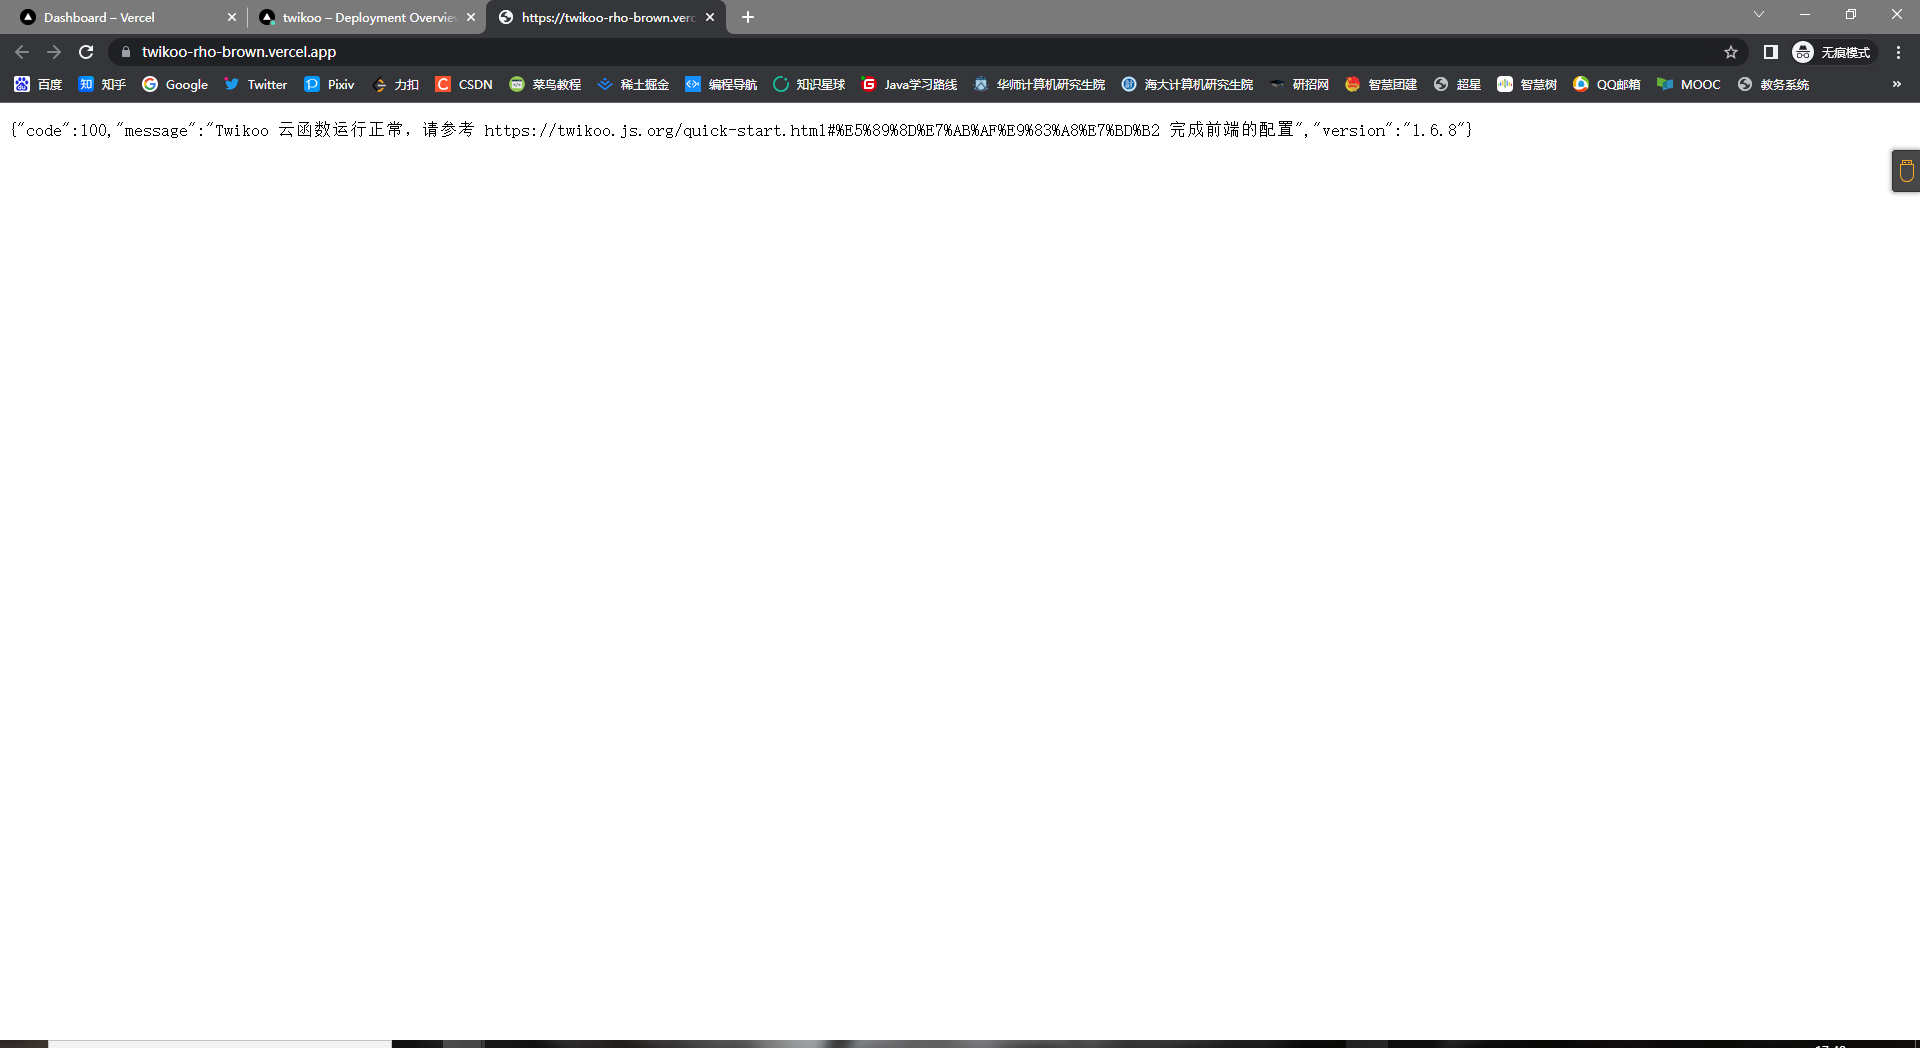 Dashboard – Vercel
twikoo – Deployment Overvie
https://twikoo-rho-brown.verc
twikoo-rho-brown.vercel.app
无痕模式
百度 知乎 Google Twitter Pixiv 力扣 CSDN 菜鸟教程 稀土掘金 编程导航 知识星球 Java学习路线 华师计算机研究生院 海大计算机研究生院 研招网 智慧团建 超星 智慧树 QQ邮箱 MOOC 教务系统 »
{"code":100,"message":"Twikoo 云函数运行正常，请参考 https://twikoo.js.org/quick-start.html#%E5%89%8D%E7%AB%AF%E9%83%A8%E7%BD%B2 完成前端的配置","version":"1.6.8"}